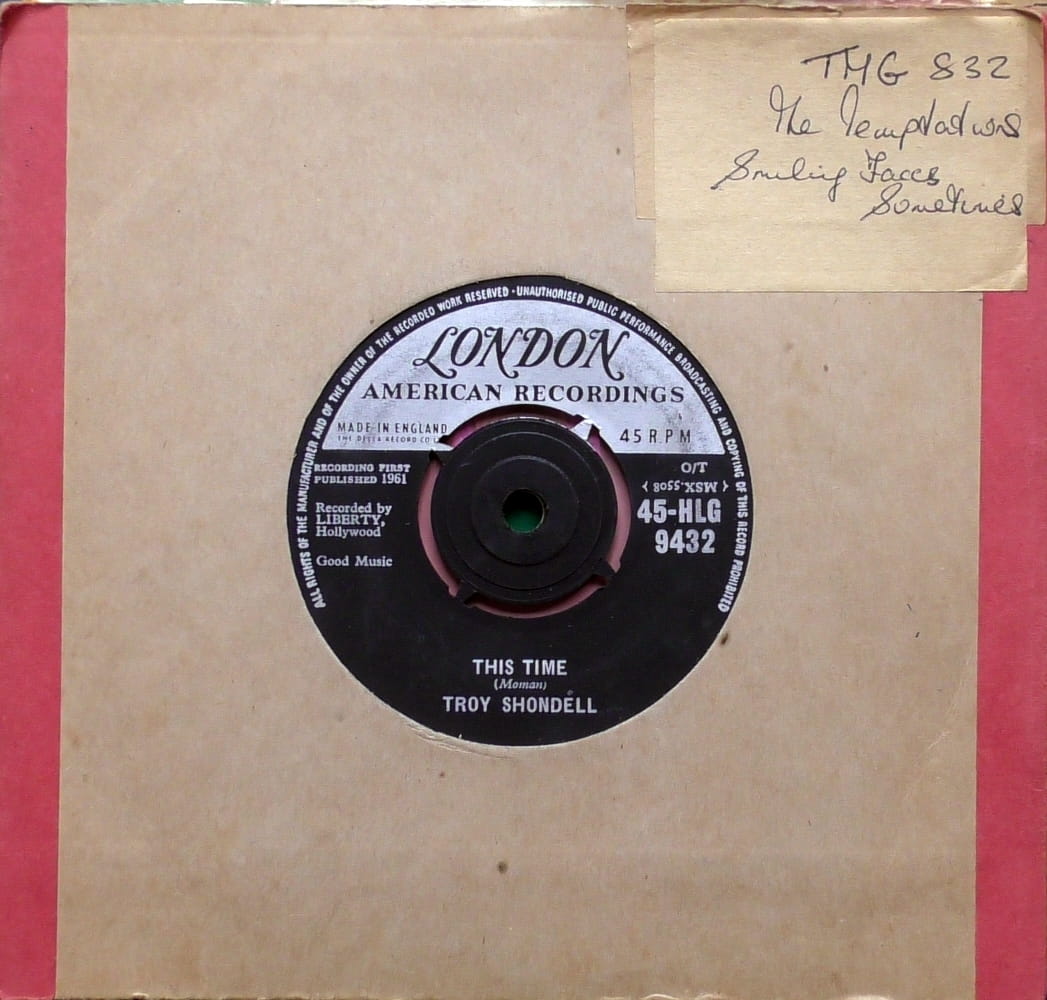 TMG 832
The Temptations
Smiling Faces
Sometimes
ALL RIGHTS OF THE MANUFACTURER AND OF THE OWNER OF THE RECORDED WORK RESERVED · UNAUTHORISED PUBLIC PERFORMANCE BROADCASTING AND COPYING OF THIS RECORD PROHIBITED
LONDON
AMERICAN RECORDINGS
MADE IN ENGLAND
THE DECCA RECORD CO
45 R.P.M
RECORDING FIRST
PUBLISHED 1961
Recorded by
LIBERTY,
Hollywood
Good Music
O/T
MSX.5508
45-HLG
9432
THIS TIME
(Moman)
TROY SHONDELL